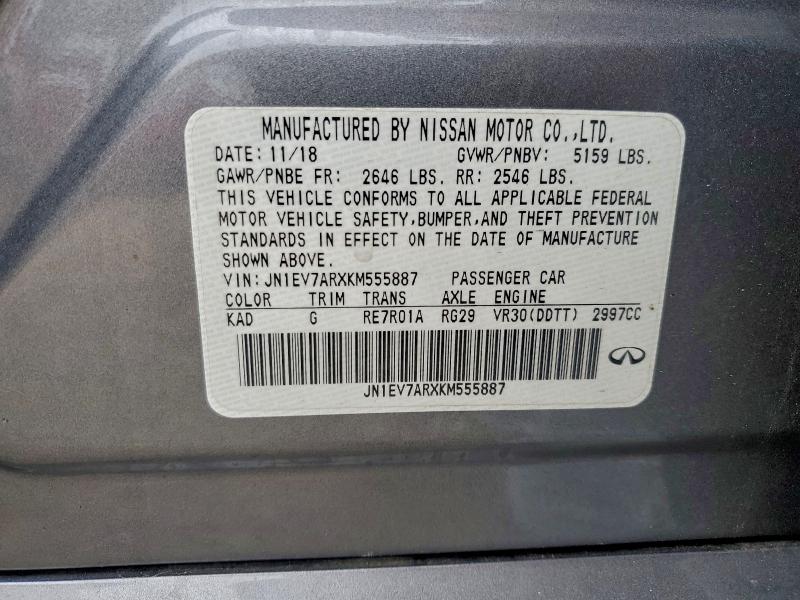 MANUFACTURED BY NISSAN MOTOR CO.,LTD.
DATE: 11/18 GVWR/PNBV: 5159 LBS.
GAWR/PNBE FR: 2646 LBS. RR: 2546 LBS.
THIS VEHICLE CONFORMS TO ALL APPLICABLE FEDERAL
MOTOR VEHICLE SAFETY,BUMPER,AND THEFT PREVENTION
STANDARDS IN EFFECT ON THE DATE OF MANUFACTURE
SHOWN ABOVE.
VIN:JN1EV7ARXKM555887 PASSENGER CAR
COLOR TRIM TRANS AXLE ENGINE
KAD G RE7R01A RG29 VR30(DDTT) 2997CC
JN1EV7ARXKM555887